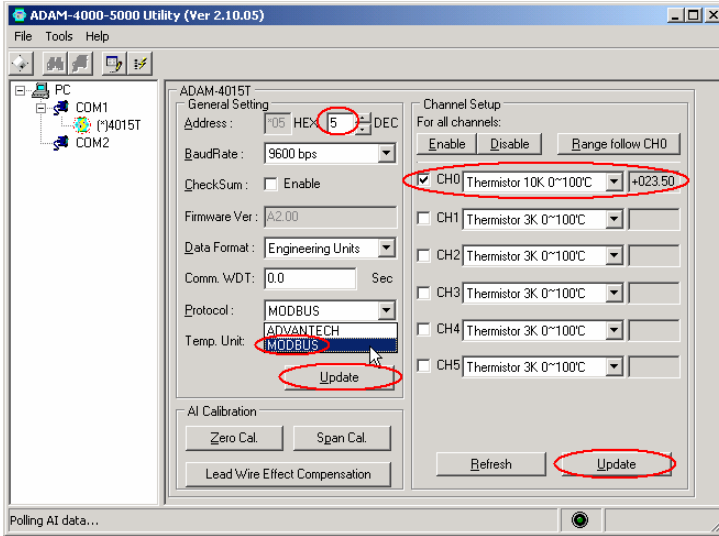 ADAM-4000-5000 Utility (Ver 2.10.05)
File Tools Help
PC
COM1
(*)4015T
COM2
ADAM-4015T
General Setting
Address : *05 HEX 5 DEC
BaudRate : 9600 bps
CheckSum : Enable
Firmware Ver : A2.00
Data Format : Engineering Units
Comm. WDT: 0.0 Sec
Protocol : MODBUS
ADVANTECH
Temp. Unit: MODBUS
Update
AI Calibration
Zero Cal. Span Cal.
Lead Wire Effect Compensation
Channel Setup
For all channels:
Enable Disable Range follow CH0
CH0 Thermistor 10K 0~100'C +023.50
CH1 Thermistor 3K 0~100'C
CH2 Thermistor 3K 0~100'C
CH3 Thermistor 3K 0~100'C
CH4 Thermistor 3K 0~100'C
CH5 Thermistor 3K 0~100'C
Refresh Update
Polling AI data...